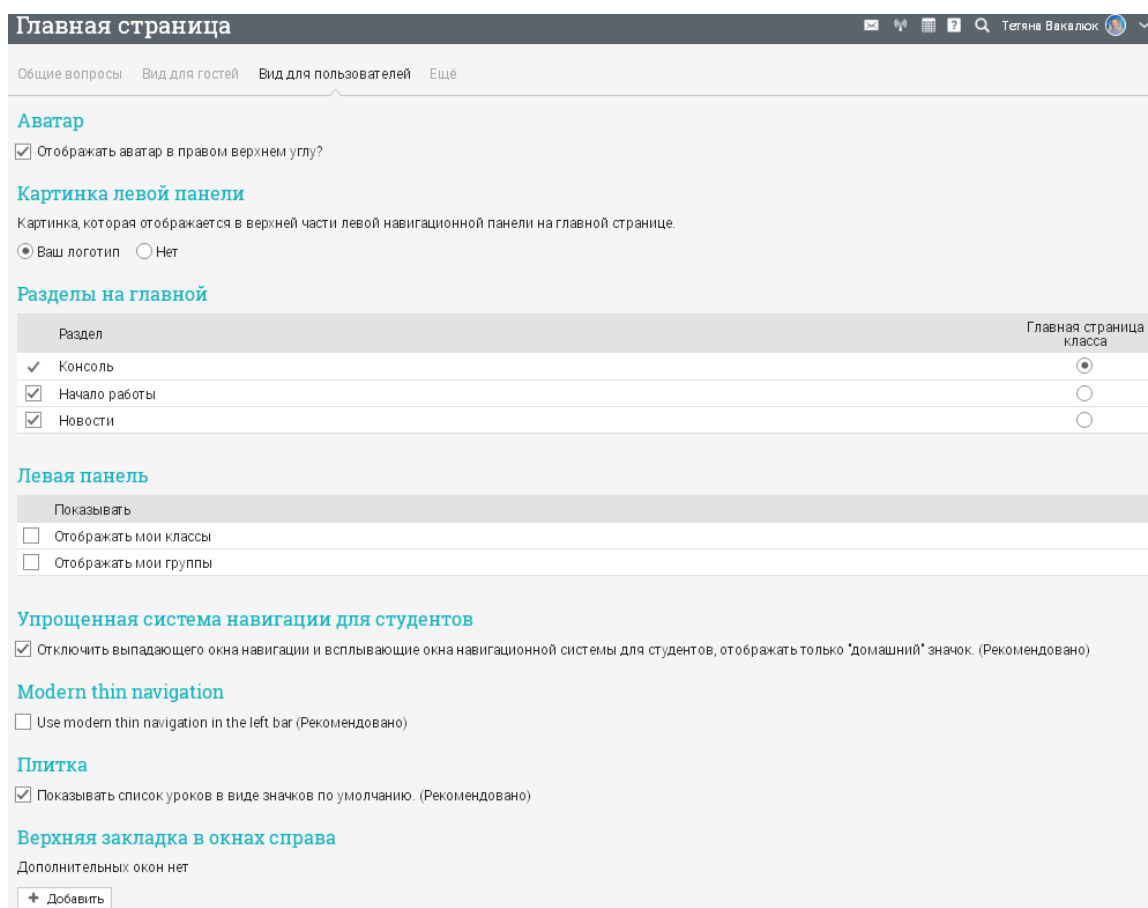 Главная страница
Тетяна Вакалюк
Общие вопросы Вид для гостей Вид для пользователей Ещё
Аватар
Отображать аватар в правом верхнем углу?
Картинка левой панели
Картинка, которая отображается в верхней части левой навигационной панели на главной странице.
Ваш логотип Нет
Разделы на главной
Раздел Главная страница класса
Консоль
Начало работы
Новости
Левая панель
Показывать
Отображать мои классы
Отображать мои группы
Упрощенная система навигации для студентов
Отключить выпадающего окна навигации и всплывающие окна навигационной системы для студентов, отображать только "домашний" значок. (Рекомендовано)
Modern thin navigation
Use modern thin navigation in the left bar (Рекомендовано)
Плитка
Показывать список уроков в виде значков по умолчанию. (Рекомендовано)
Верхняя закладка в окнах справа
Дополнительных окон нет
+ Добавить